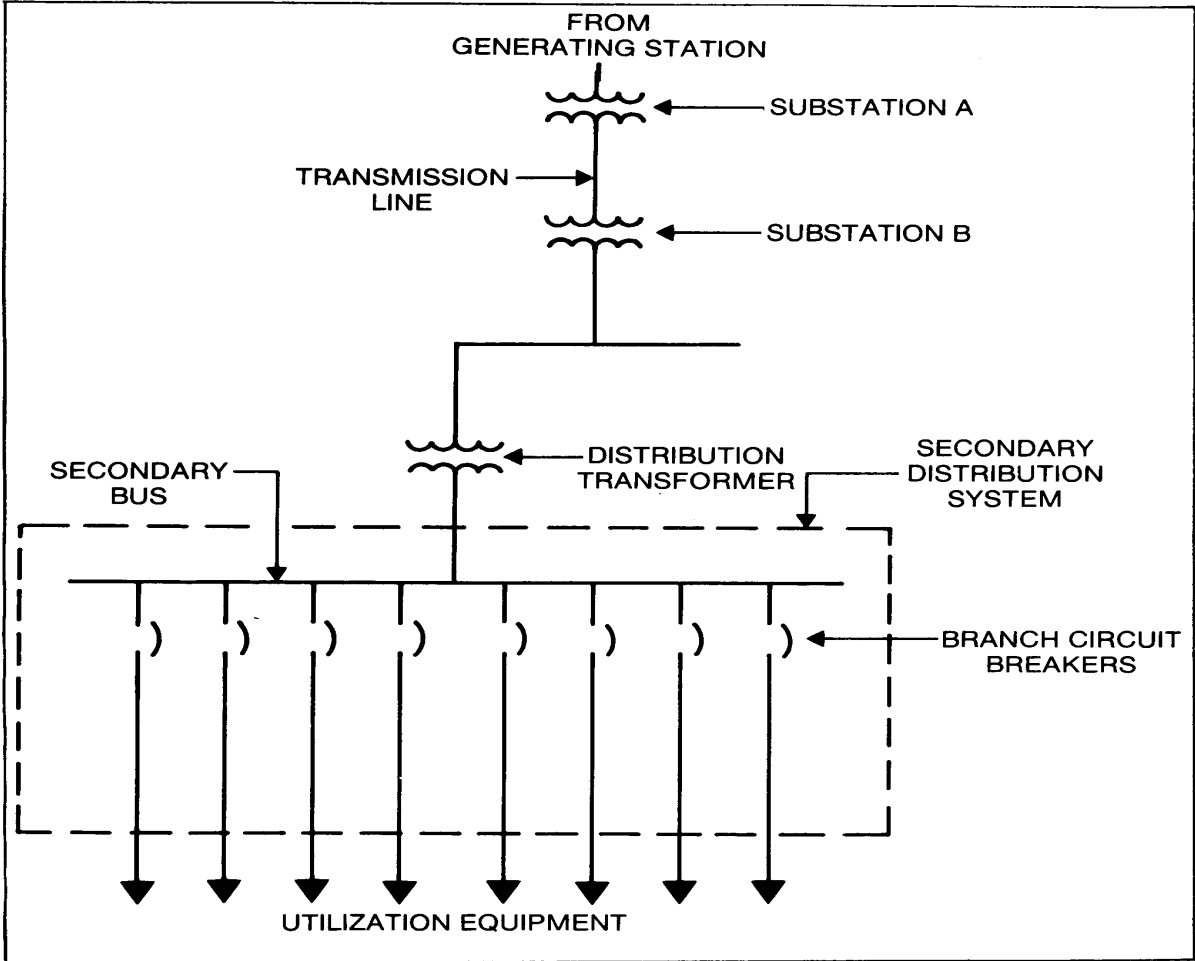 FROM
GENERATING STATION
SUBSTATION A
TRANSMISSION
LINE
SUBSTATION B
SECONDARY
BUS
DISTRIBUTION
TRANSFORMER
SECONDARY
DISTRIBUTION
SYSTEM
BRANCH CIRCUIT
BREAKERS
UTILIZATION EQUIPMENT